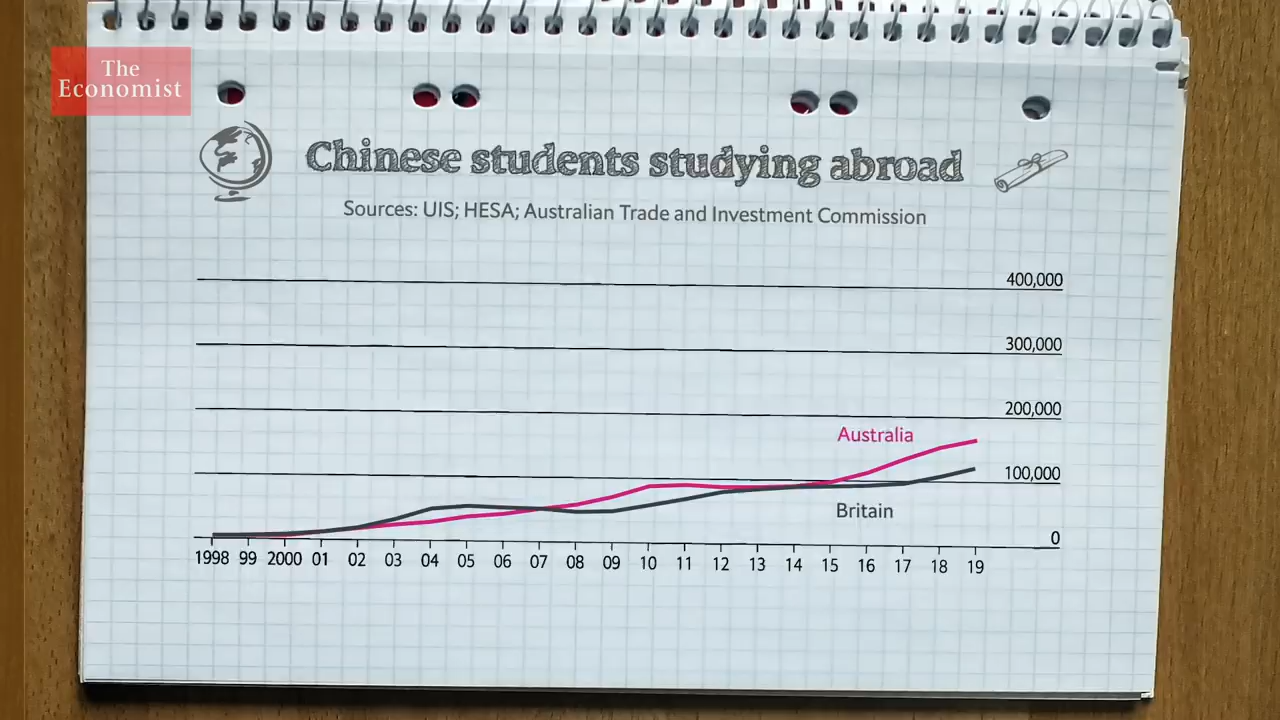 The
Economist
Chinese students studying abroad
Sources: UIS; HESA; Australian Trade and Investment Commission
400,000
300,000
200,000
Australia
100,000
Britain
0
1998 99 2000 01 02 03 04 05 06 07 08 09 10 11 12 13 14 15 16 17 18 19